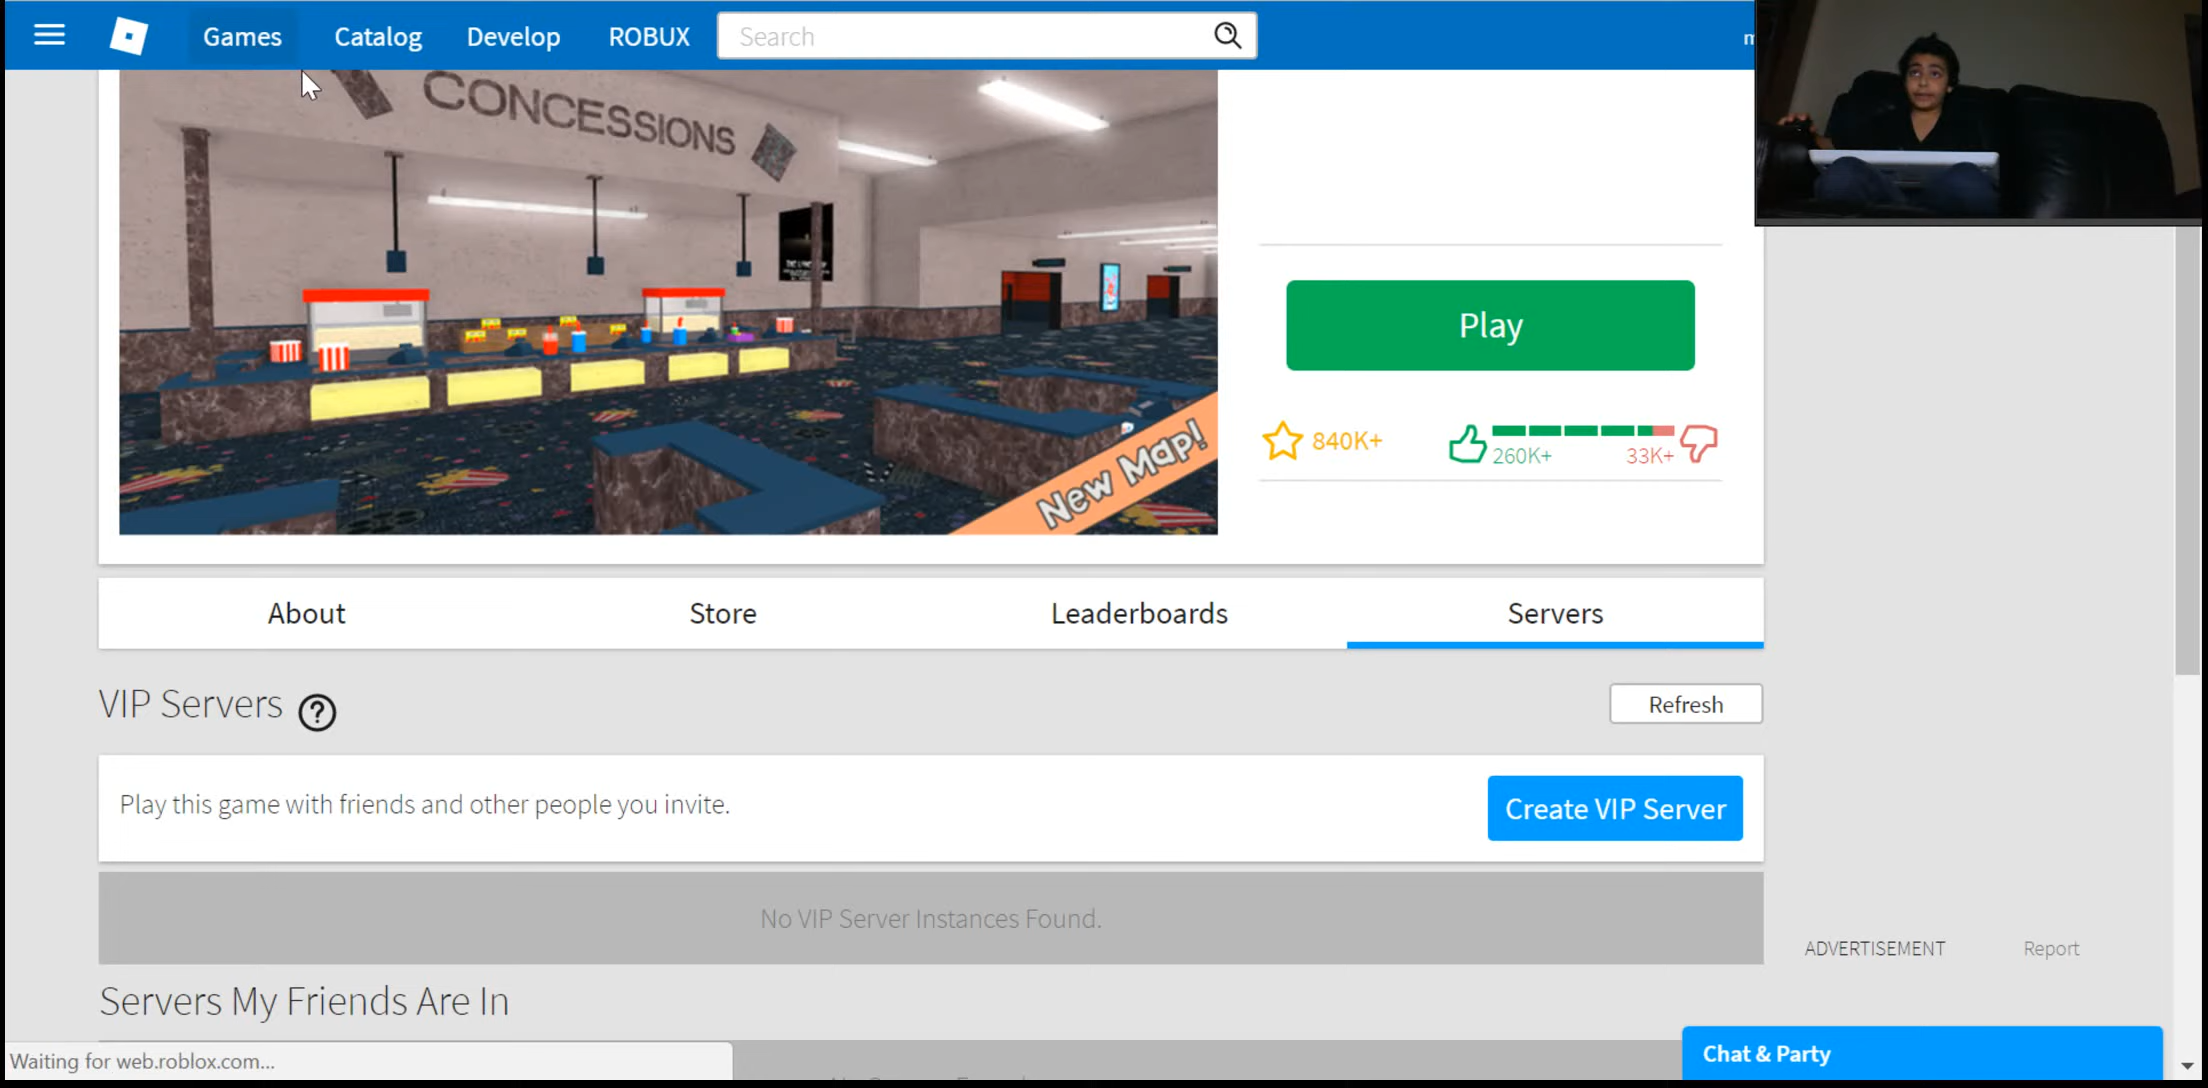 Games Catalog Develop ROBUX Search
CONCESSIONS
Play
840K+ 260K+ 33K+
New Map!
About Store Leaderboards Servers
VIP Servers ? Refresh
Play this game with friends and other people you invite. Create VIP Server
No VIP Server Instances Found.
ADVERTISEMENT Report
Servers My Friends Are In
Waiting for web.roblox.com...
Chat & Party